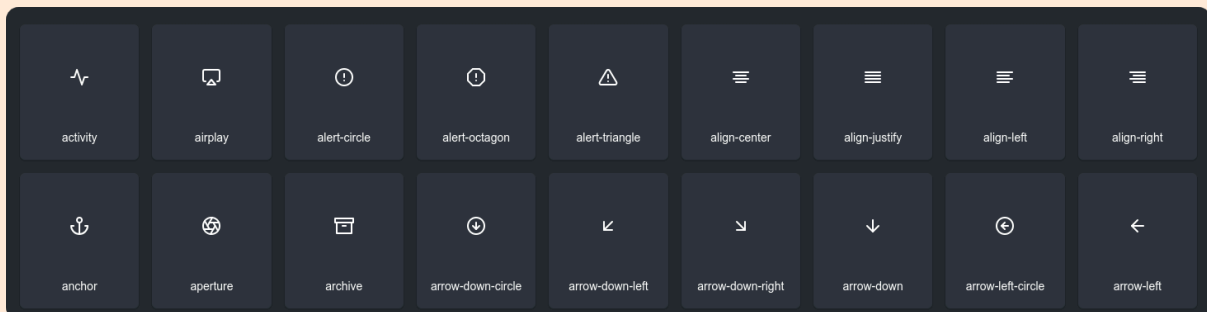 activity airplay alert-circle alert-octagon alert-triangle align-center align-justify align-left align-right
anchor aperture archive arrow-down-circle arrow-down-left arrow-down-right arrow-down arrow-left-circle arrow-left